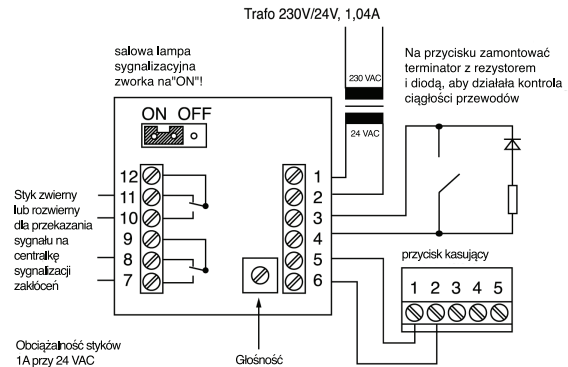 Trafo 230V/24V, 1,04A
salowa lampa
sygnalizacyjna
zworka na"ON"!
Na przycisku zamontować
terminator z rezystorem
i diodą, aby działała kontrola
ciągłości przewodów
230 VAC
24 VAC
ON OFF
12
11
10
9
8
7
1
2
3
4
5
6
Styk zwierny
lub rozwierny
dla przekazania
sygnału na
centralkę
sygnalizacji
zakłóceń
przycisk kasujący
1 2 3 4 5
Obciążalność styków
1A przy 24 VAC
Głośność